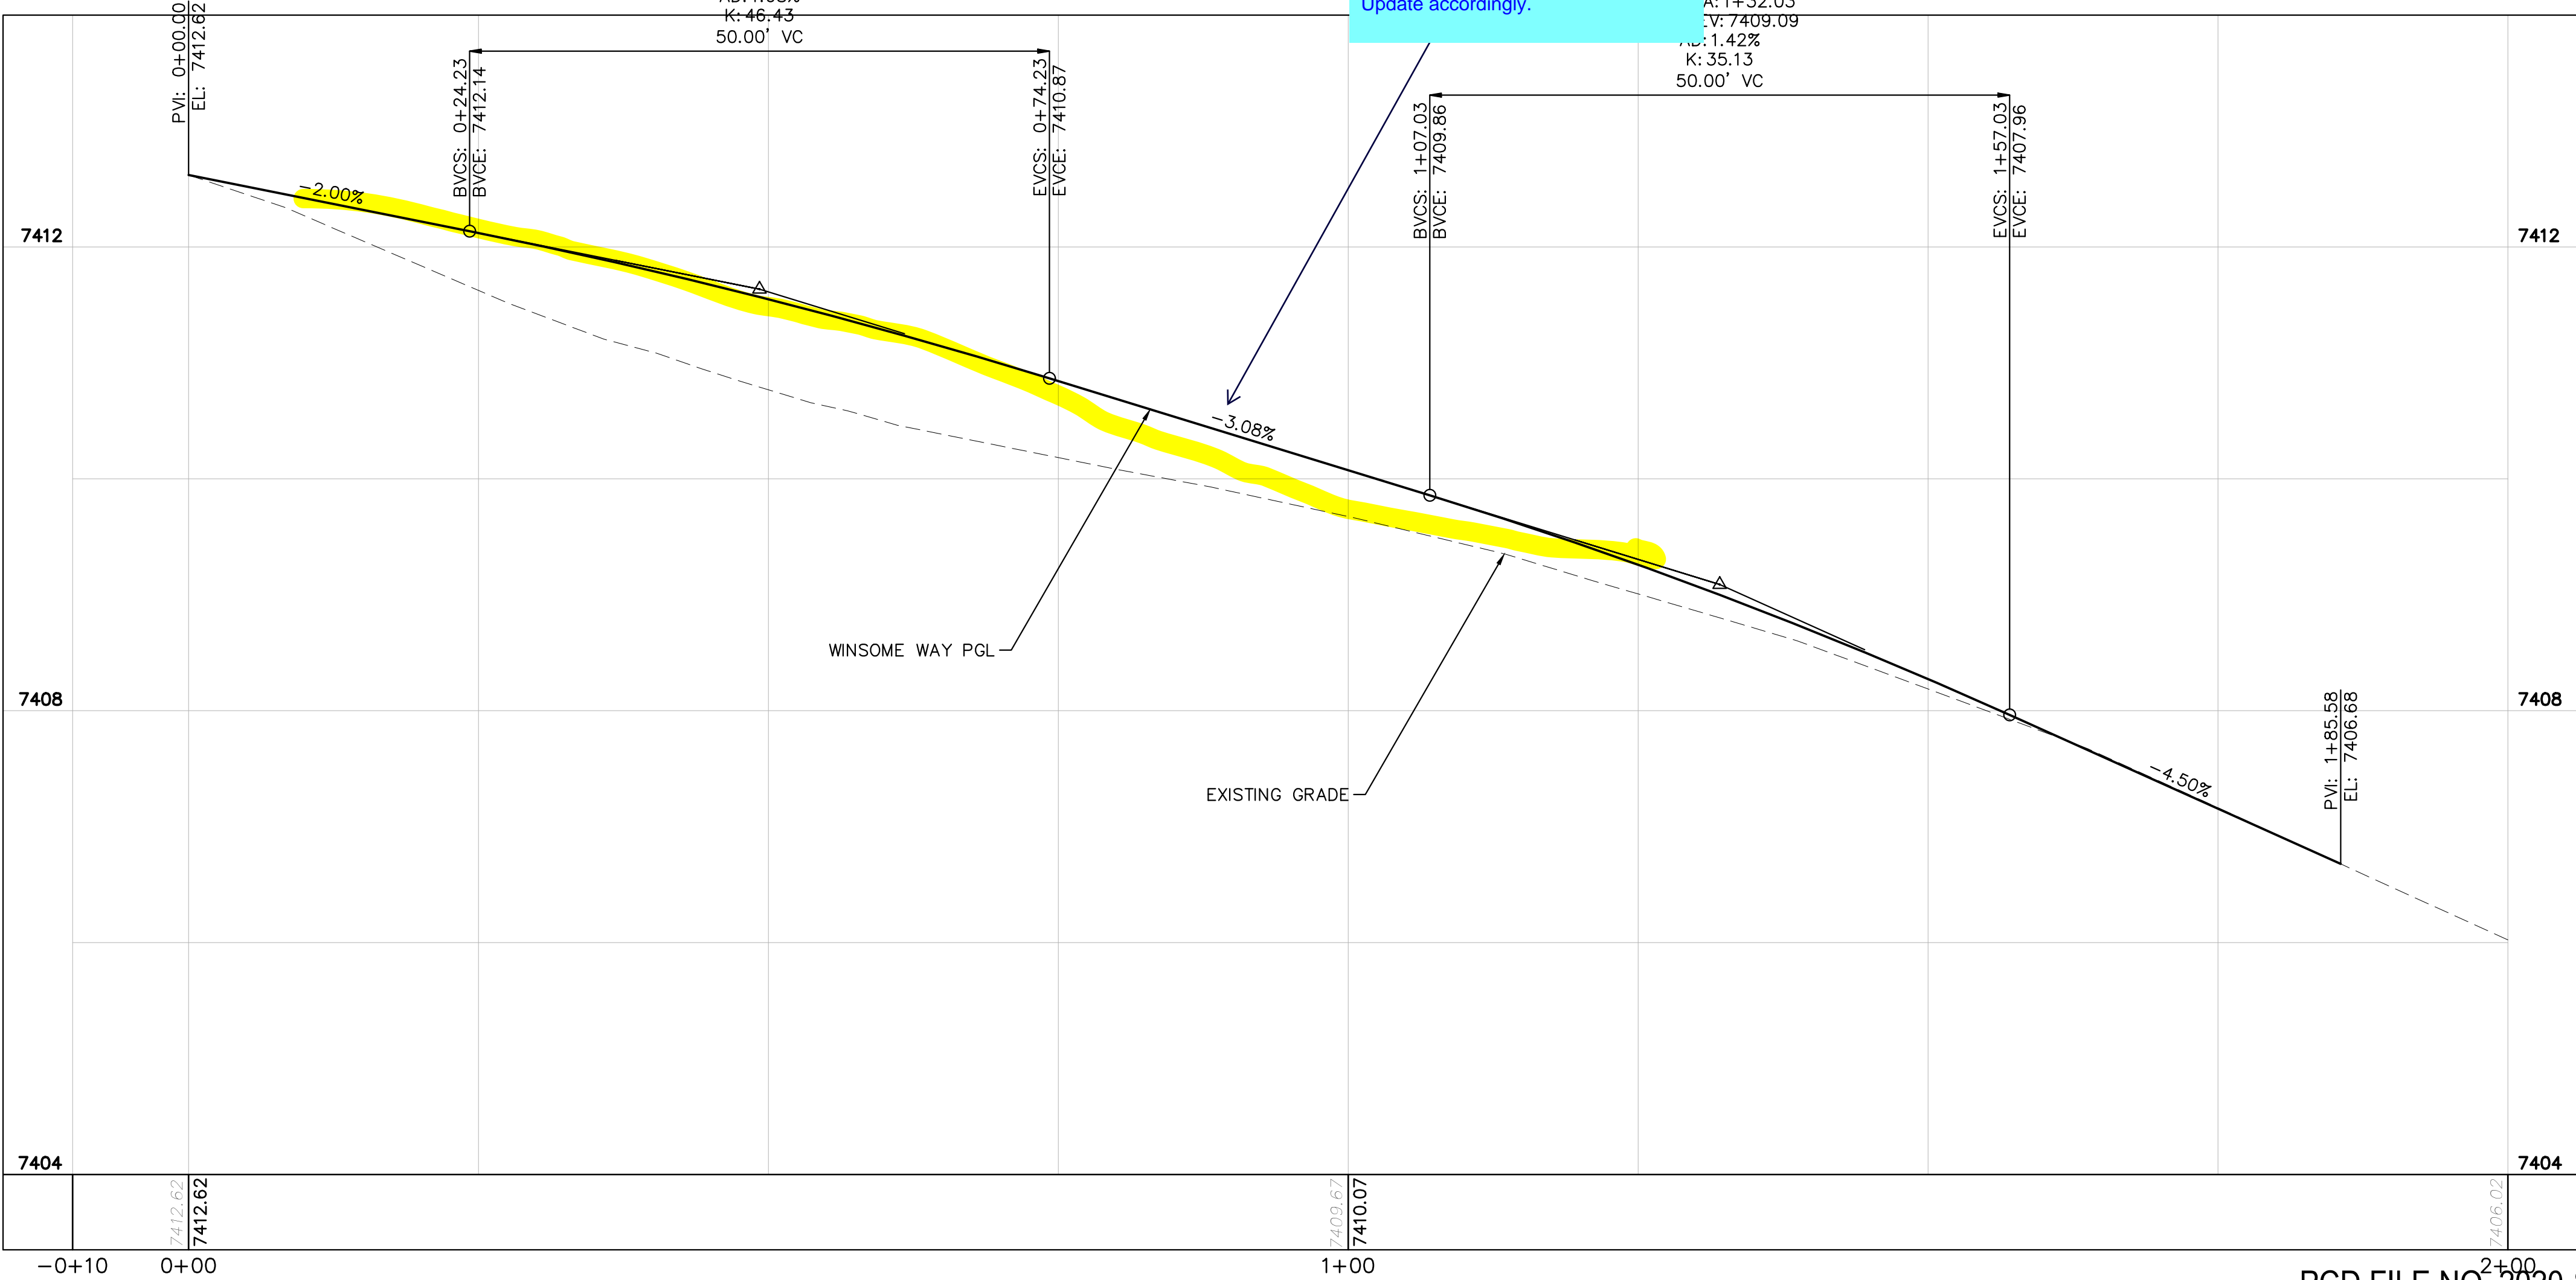 K: 46.43
50.00' VC
Update accordingly.
7409.09
1.42%
K: 35.13
50.00' VC
PVI: 0+00.00
EL: 7412.62
BVCS: 0+24.23
BVCE: 7412.14
EVCS: 0+74.23
EVCE: 7410.87
BVCS: 1+07.03
BVCE: 7409.86
EVCS: 1+57.03
EVCE: 7407.96
-2.00%
7412
7412
-3.08%
WINSOME WAY PGL
EXISTING GRADE
7408
7408
PVI: 1+85.58
EL: 7406.68
-4.50%
7404
7404
7412.62
7412.62
7409.67
7410.07
7406.02
-0+10
0+00
1+00
2+00